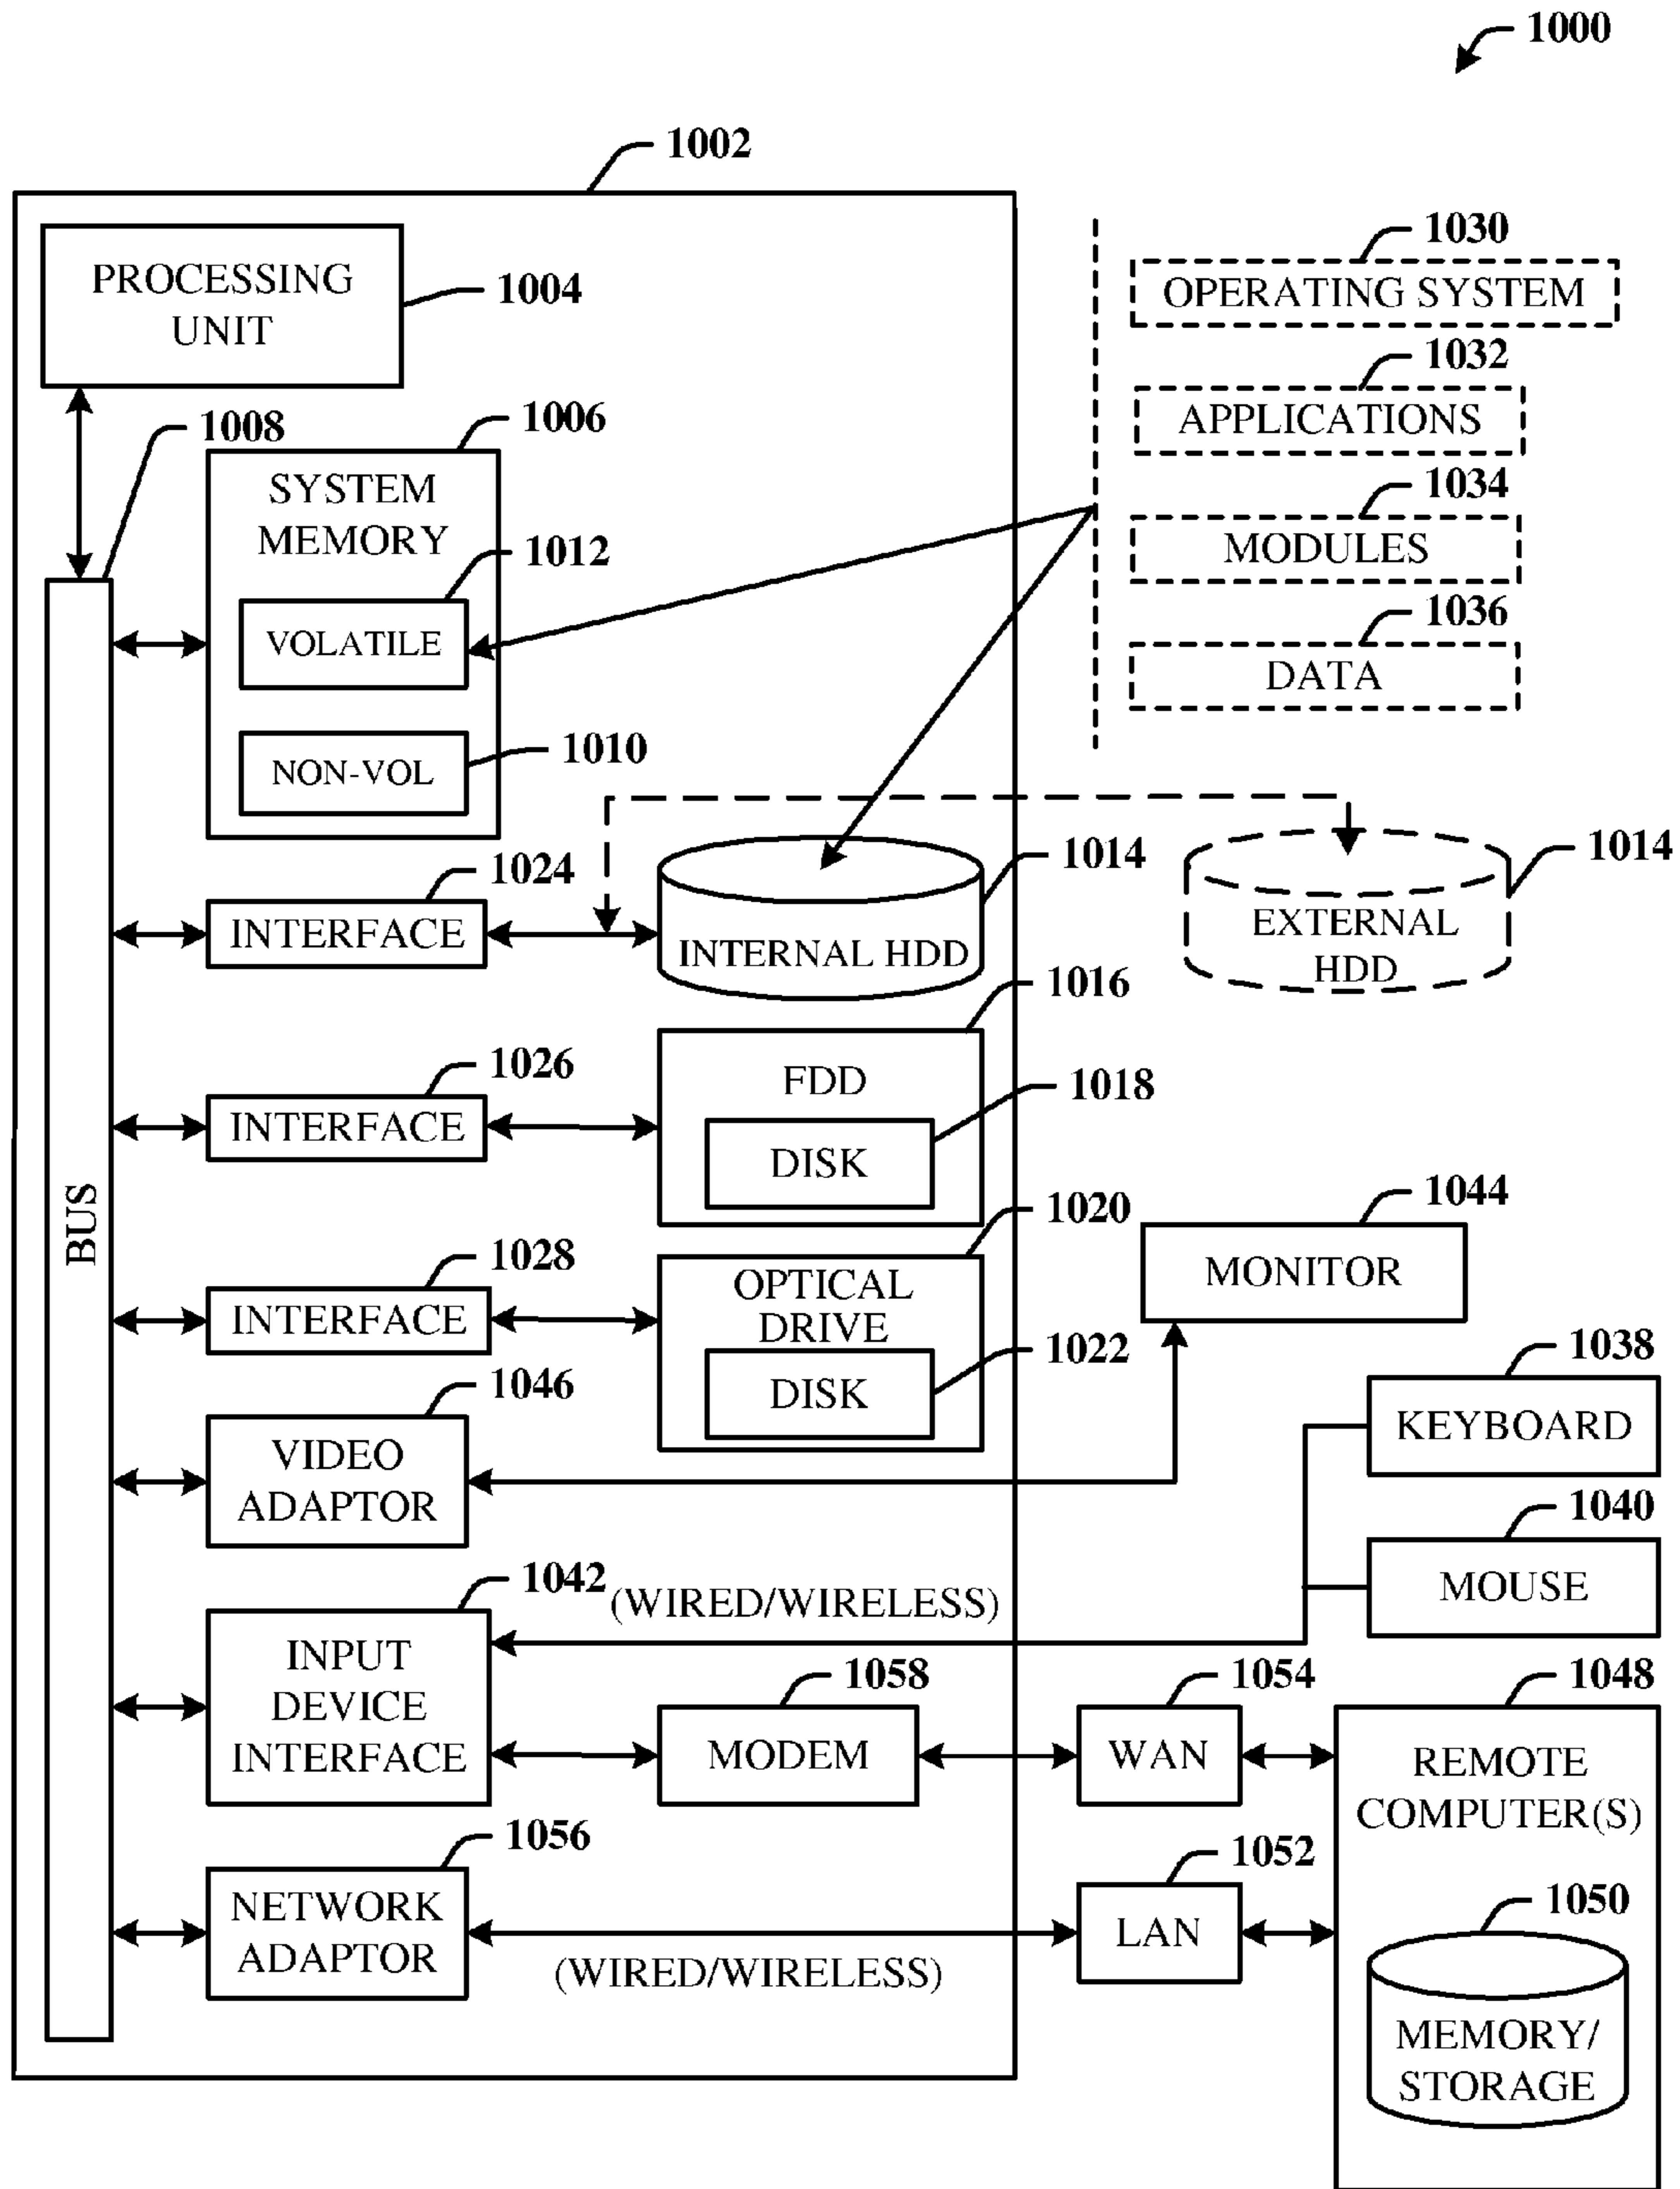 1000
1002
PROCESSING
UNIT
1004
1030
OPERATING SYSTEM
1032
APPLICATIONS
1034
MODULES
1036
DATA
1008
1006
SYSTEM
MEMORY
1012
VOLATILE
1010
NON-VOL
1024
INTERFACE
1014
INTERNAL HDD
1014
EXTERNAL
HDD
1026
INTERFACE
1016
FDD
1018
DISK
BUS
1028
INTERFACE
1020
OPTICAL
DRIVE
1022
DISK
1044
MONITOR
1046
VIDEO
ADAPTOR
1038
KEYBOARD
1040
MOUSE
1042
(WIRED/WIRELESS)
INPUT
DEVICE
INTERFACE
1058
MODEM
1054
WAN
1048
REMOTE
COMPUTER(S)
1056
NETWORK
ADAPTOR
(WIRED/WIRELESS)
1052
LAN
1050
MEMORY/
STORAGE